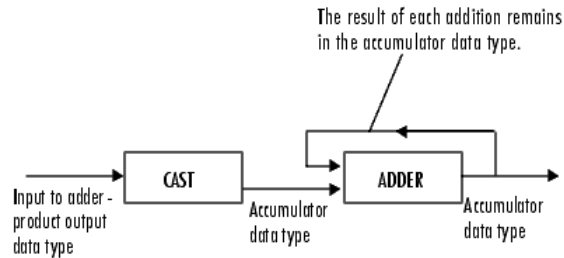 The result of each addition remains
in the accumulator data type.
CAST
ADDER
Input to adder -
product output
data type
Accumulator
data type
Accumulator
data type